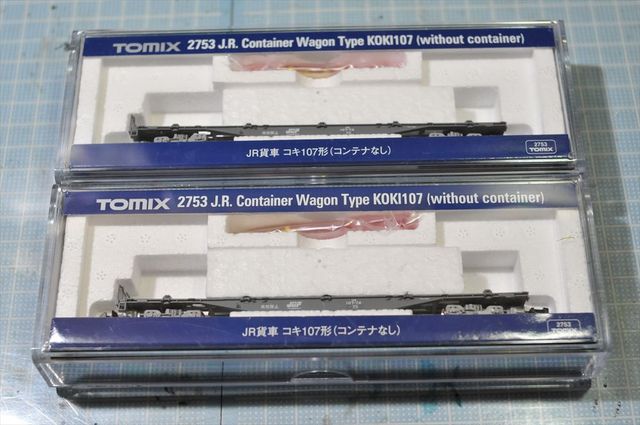 TOMIX 2753 J.R. Container Wagon Type KOKI107 (without container)
JR貨車 コキ107形(コンテナなし)
2753
TOMIX
TOMIX 2753 J.R. Container Wagon Type KOKI107 (without container)
JR貨車 コキ107形(コンテナなし)
2753
TOMIX